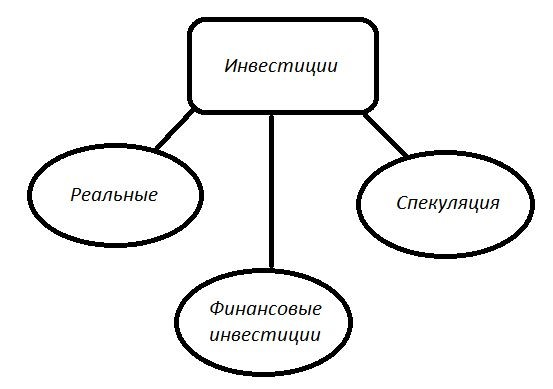 Инвестиции
Реальные
Спекуляция
Финансовые
инвестиции